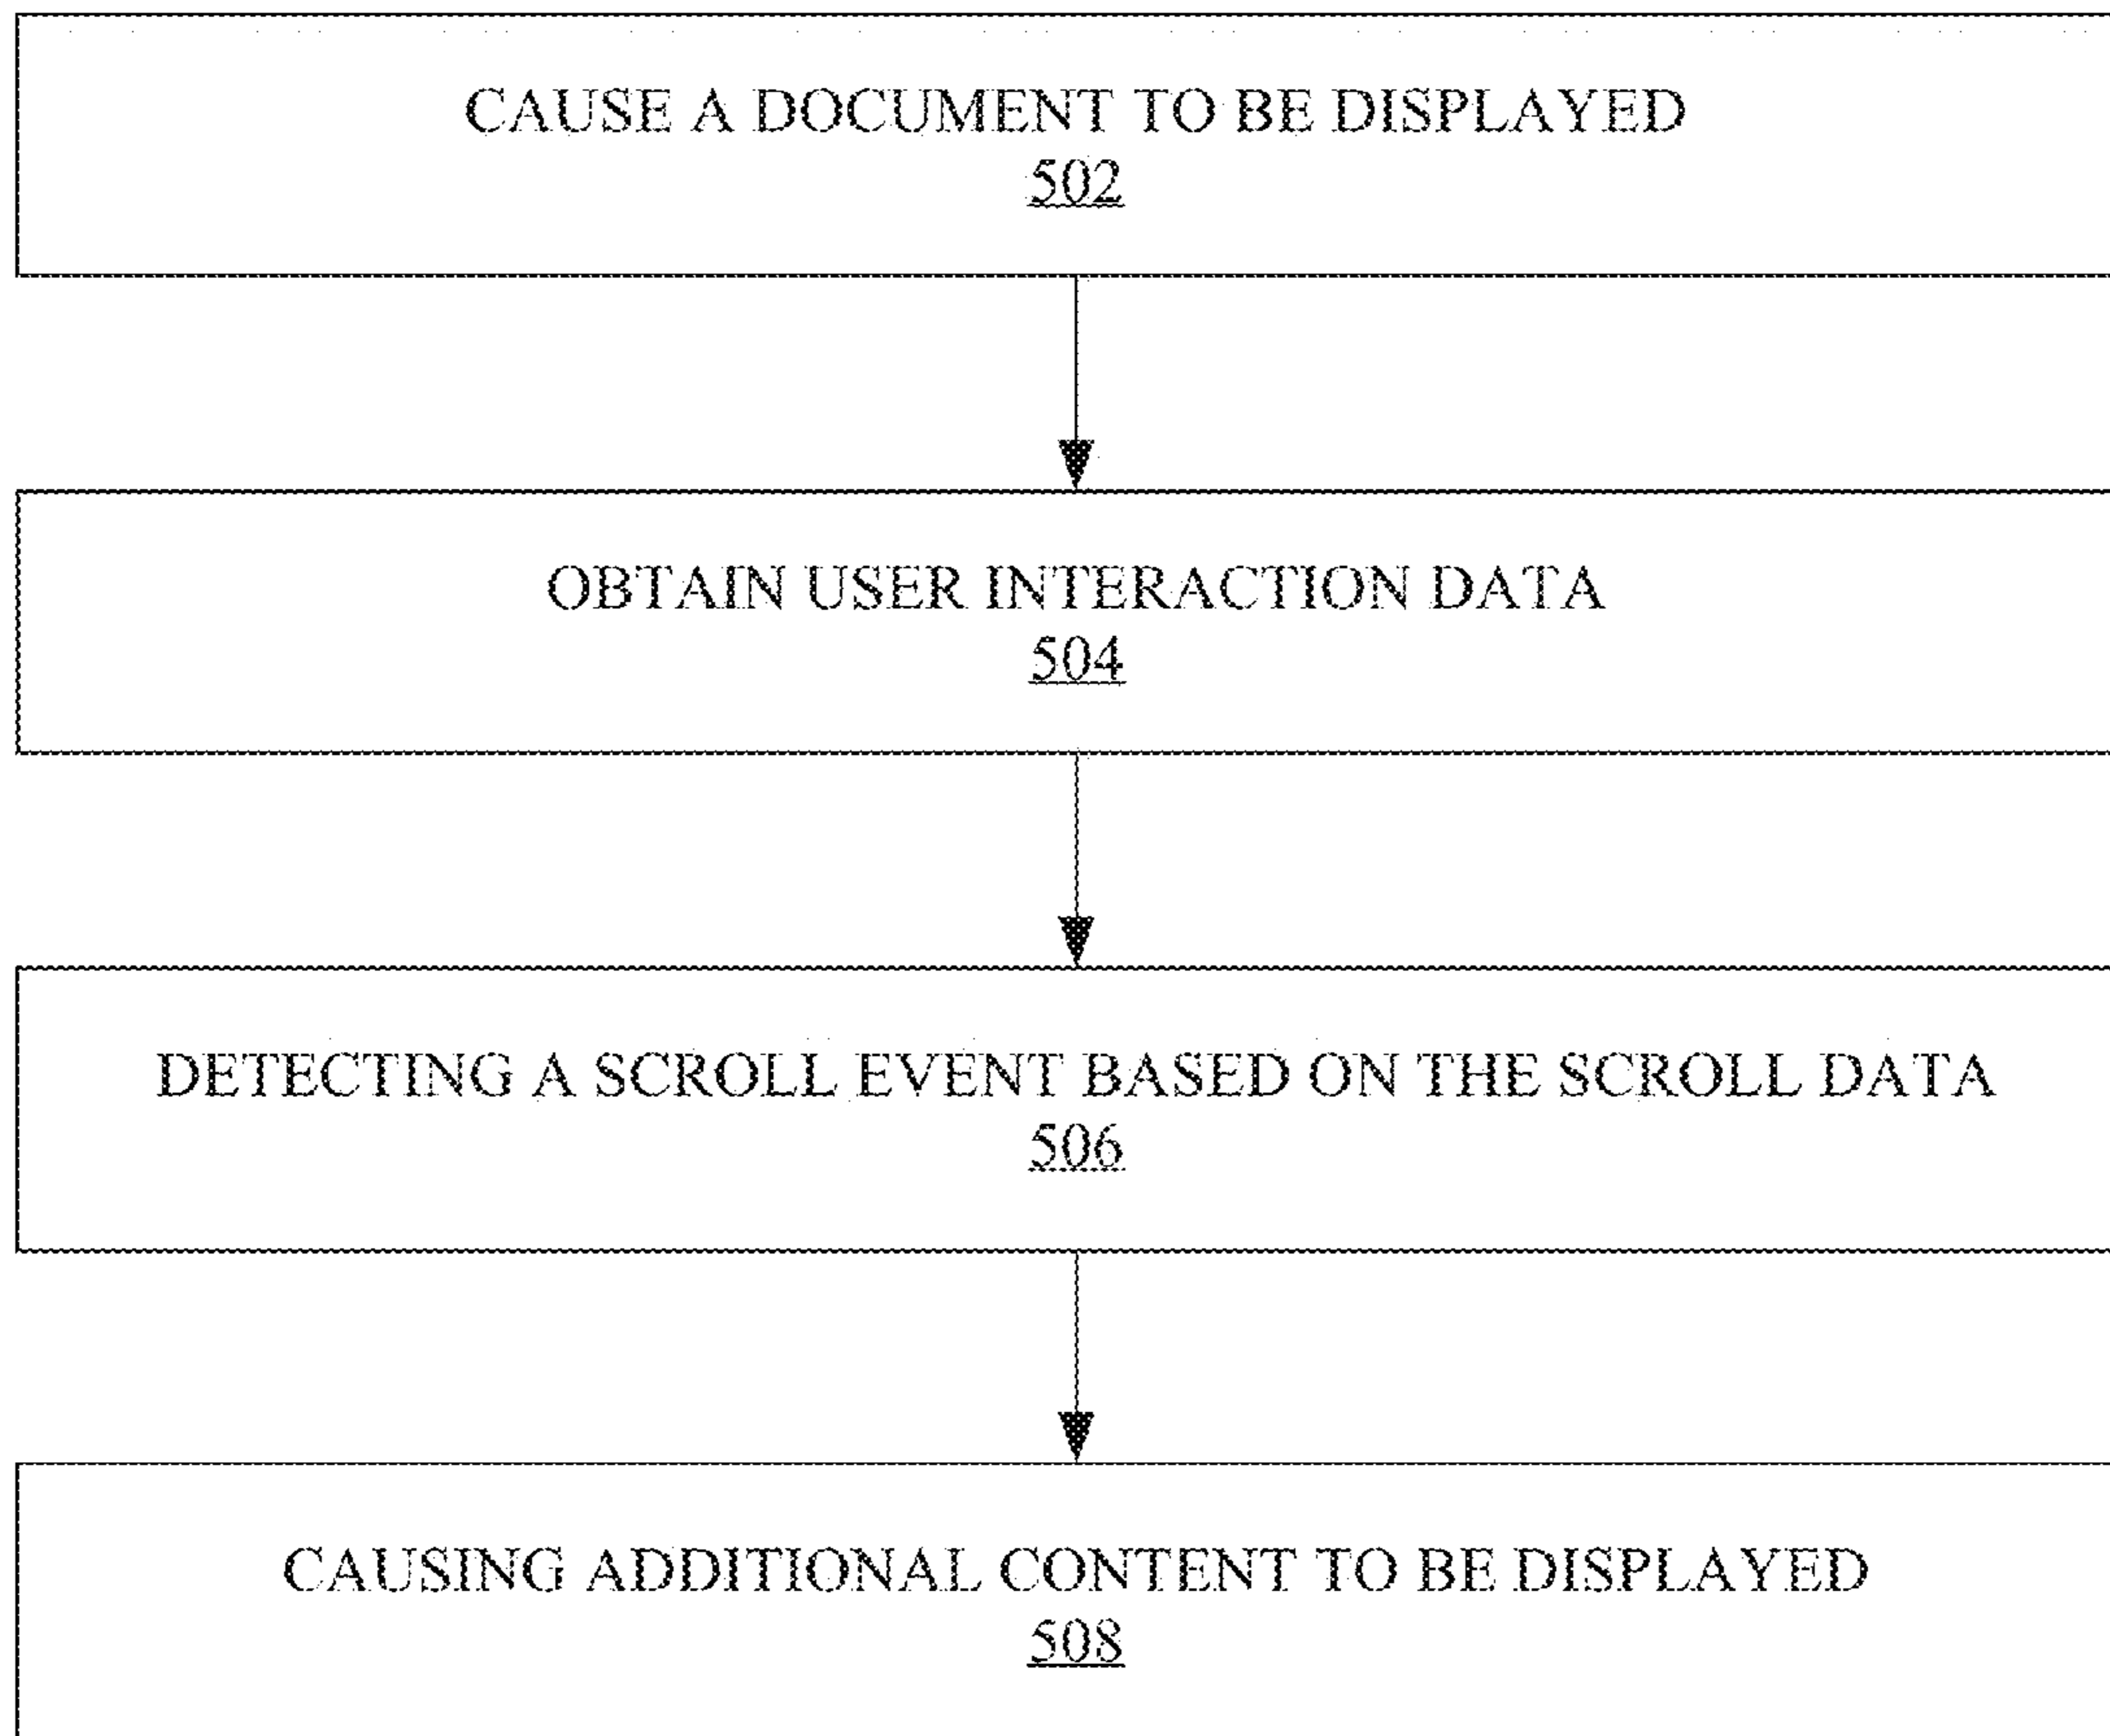 CAUSE A DOCUMENT TO BE DISPLAYED
502
OBTAIN USER INTERACTION DATA
504
DETECTING A SCROLL EVENT BASED ON THE SCROLL DATA
506
CAUSING ADDITIONAL CONTENT TO BE DISPLAYED
508